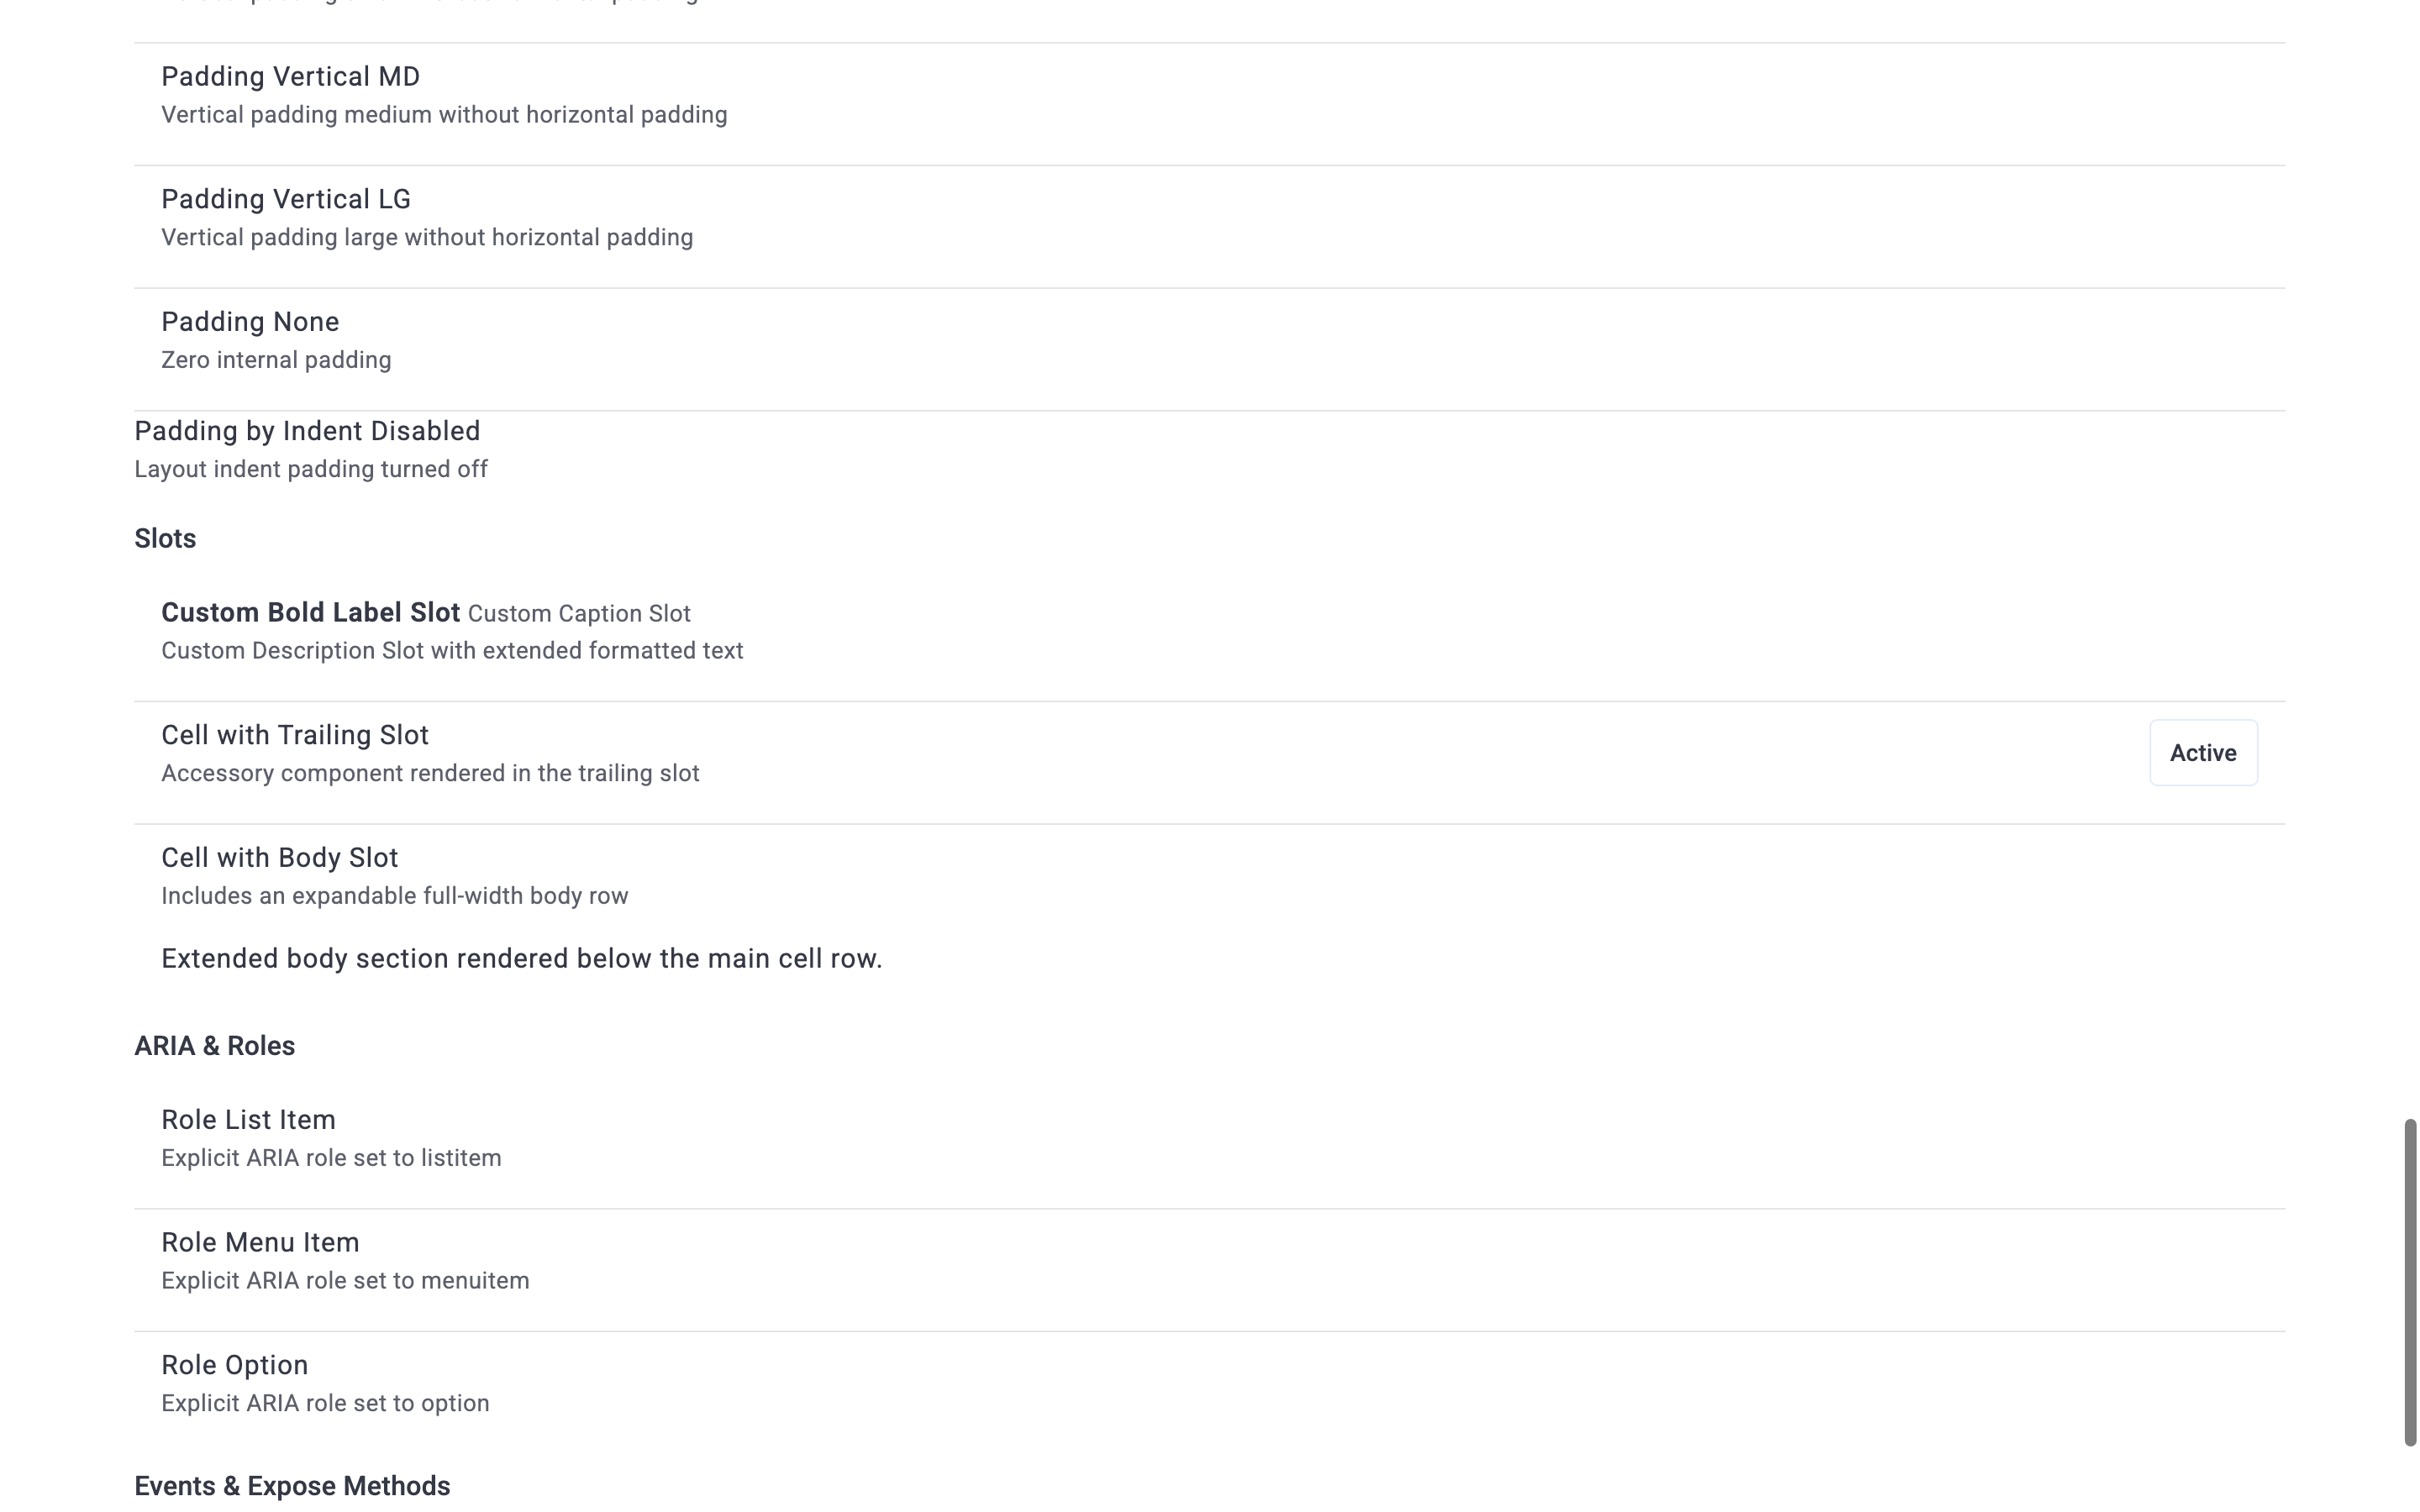 Padding Vertical MD
Vertical padding medium without horizontal padding
Padding Vertical LG
Vertical padding large without horizontal padding
Padding None
Zero internal padding
Padding by Indent Disabled
Layout indent padding turned off
Slots
Custom Bold Label Slot Custom Caption Slot
Custom Description Slot with extended formatted text
Cell with Trailing Slot
Accessory component rendered in the trailing slot
Active
Cell with Body Slot
Includes an expandable full-width body row
Extended body section rendered below the main cell row.
ARIA & Roles
Role List Item
Explicit ARIA role set to listitem
Role Menu Item
Explicit ARIA role set to menuitem
Role Option
Explicit ARIA role set to option
Events & Expose Methods